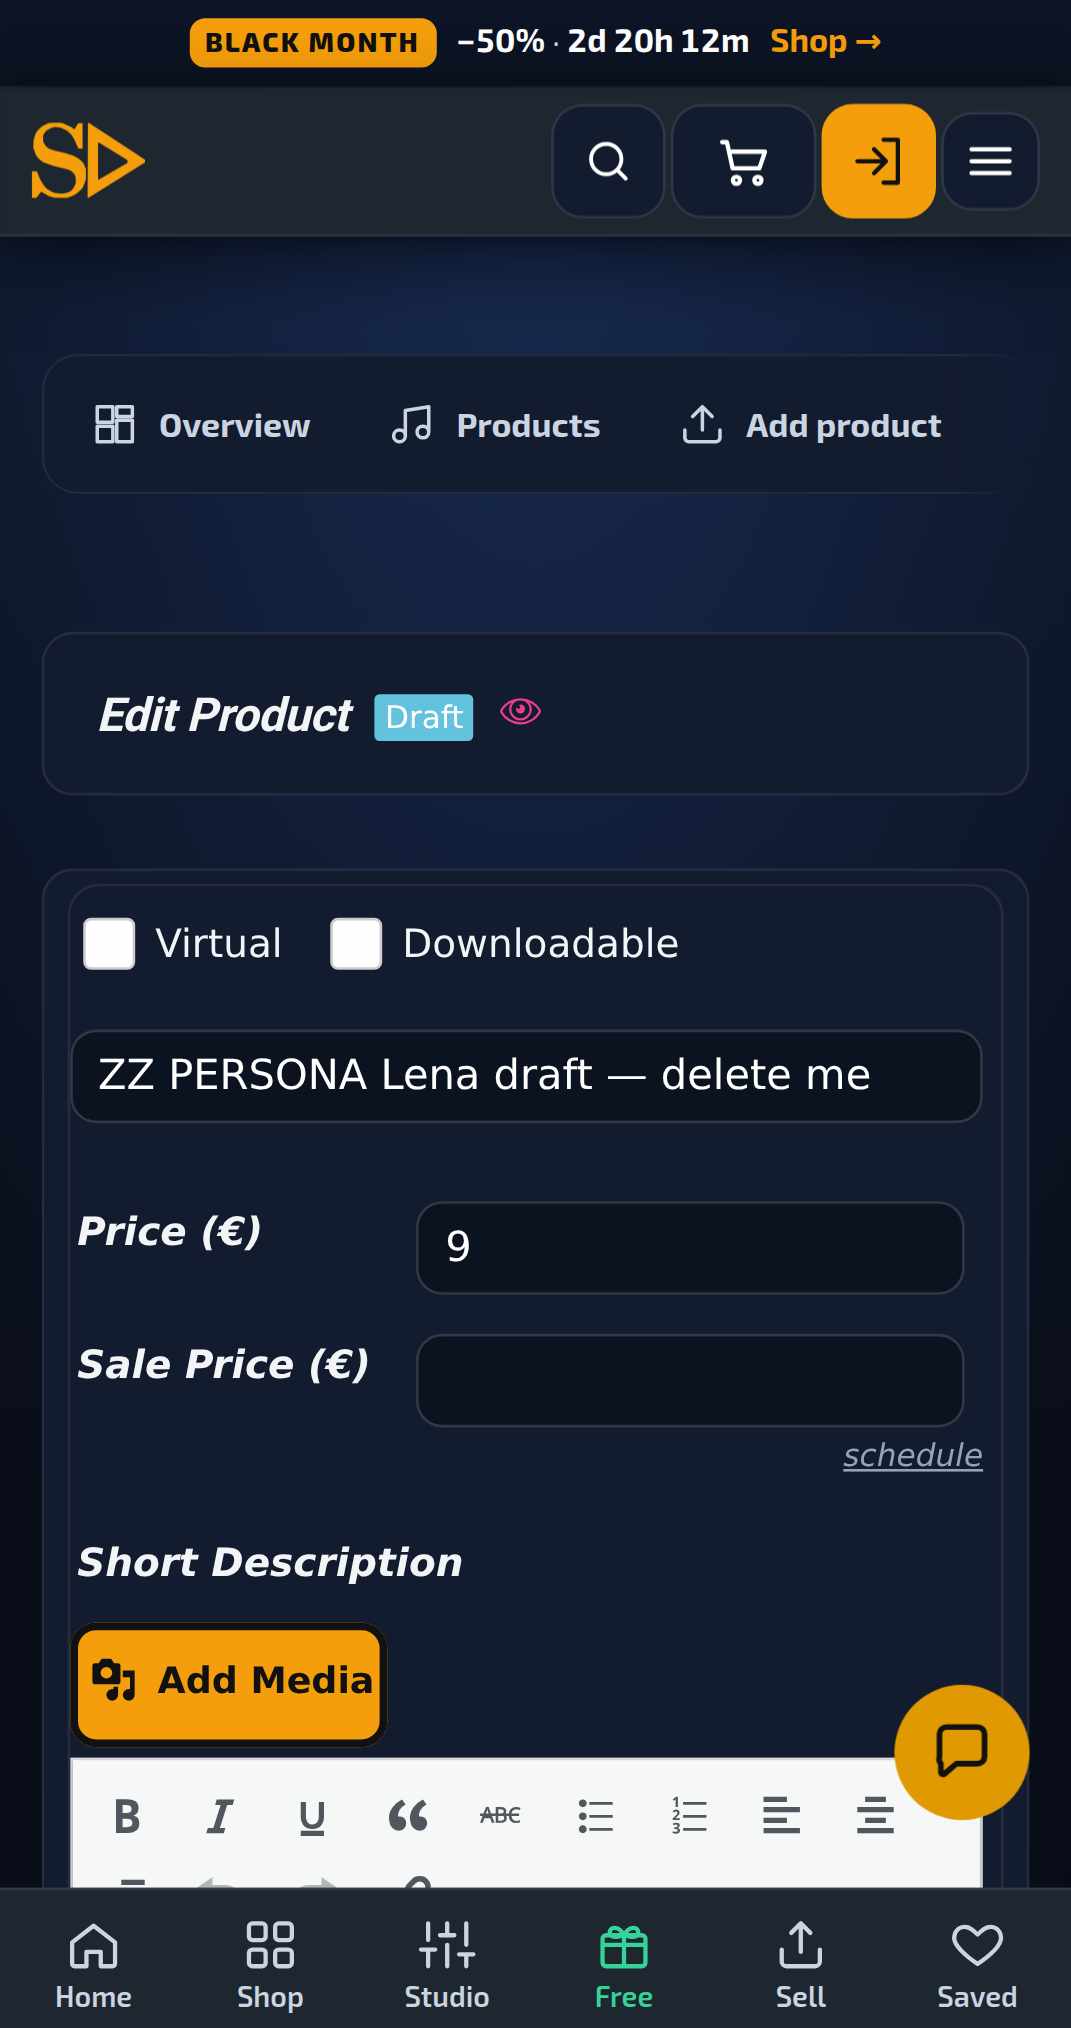 BLACK MONTH −50% · 2d 20h 12m Shop →
S
Overview Products Add product
Edit Product Draft
Virtual Downloadable
ZZ PERSONA Lena draft — delete me
Price (€) 9
Sale Price (€)
schedule
Short Description
Add Media
B I U ABC
Home Shop Studio Free Sell Saved